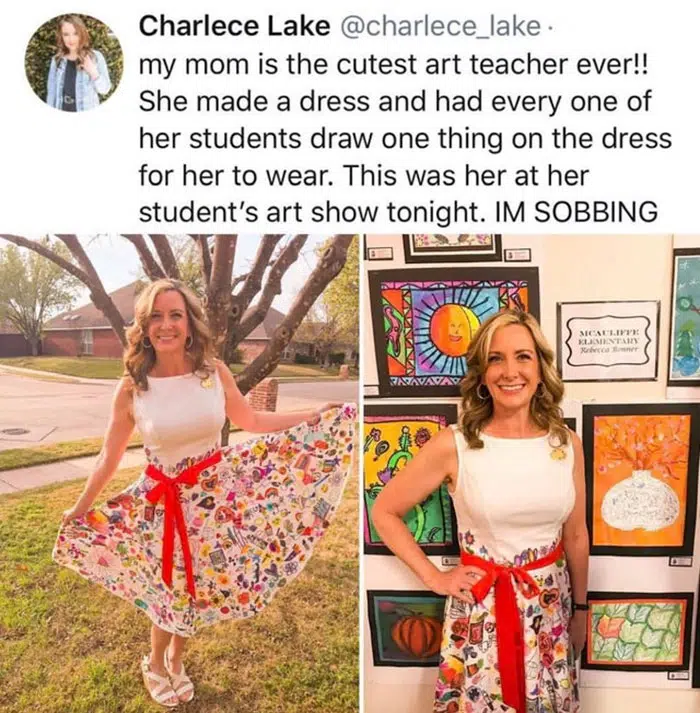 Charlece Lake @charlece_lake ·
my mom is the cutest art teacher ever!!
She made a dress and had every one of
her students draw one thing on the dress
for her to wear. This was her at her
student's art show tonight. IM SOBBING
MCAULIFFE
ELEMENTARY
Rebecca Bonner